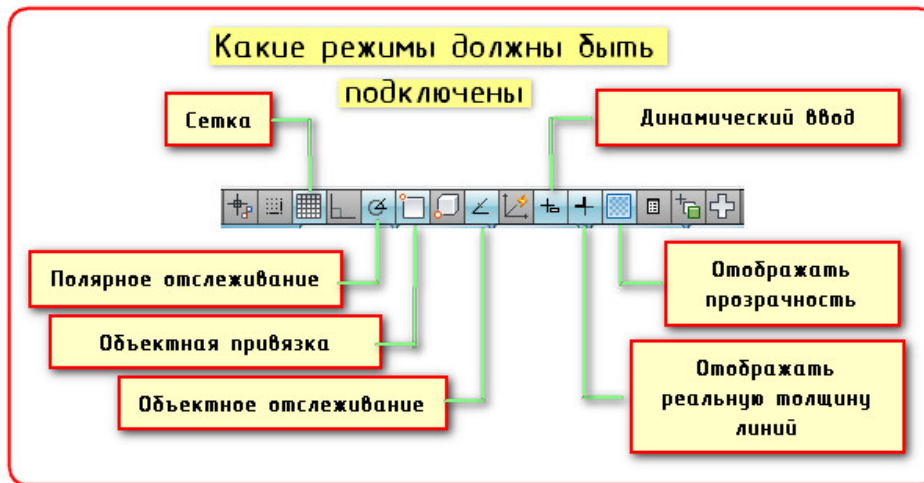 Какие режимы должны быть
подключены
Сетка
Динамический ввод
Полярное отслеживание
Отображать
прозрачность
Объектная привязка
Объектное отслеживание
Отображать
реальную толщину
линий